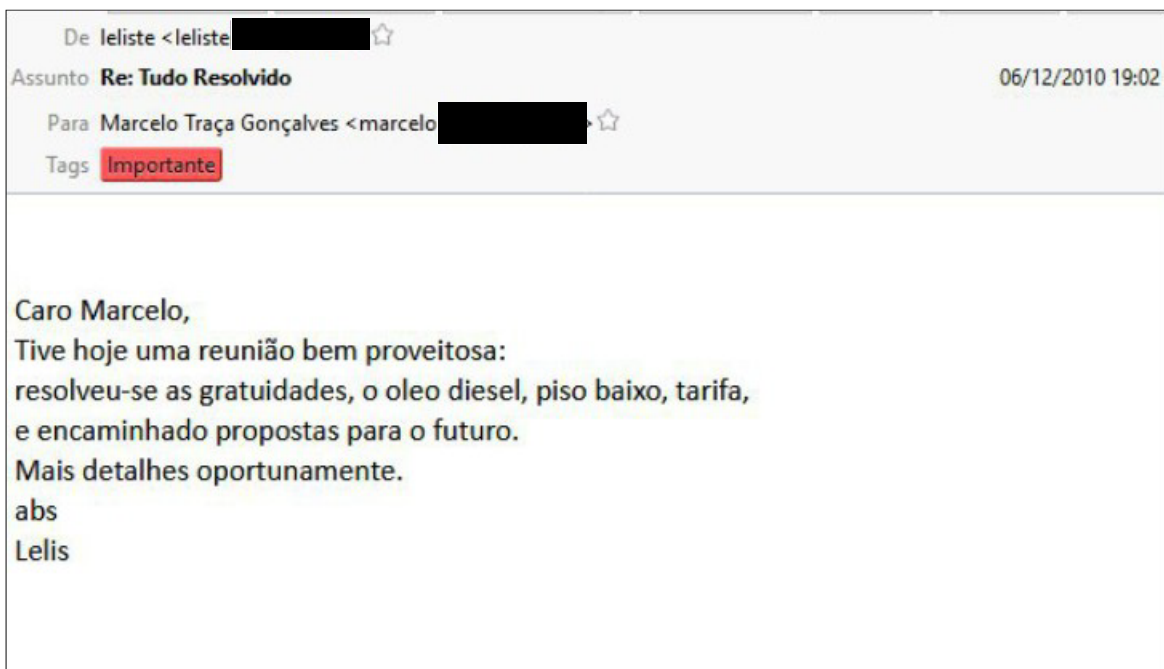 De leliste <leliste
Assunto Re: Tudo Resolvido 06/12/2010 19:02
Para Marcelo Traça Gonçalves <marcelo >
Tags Importante
Caro Marcelo,
Tive hoje uma reunião bem proveitosa:
resolveu-se as gratuidades, o oleo diesel, piso baixo, tarifa,
e encaminhado propostas para o futuro.
Mais detalhes oportunamente.
abs
Lelis